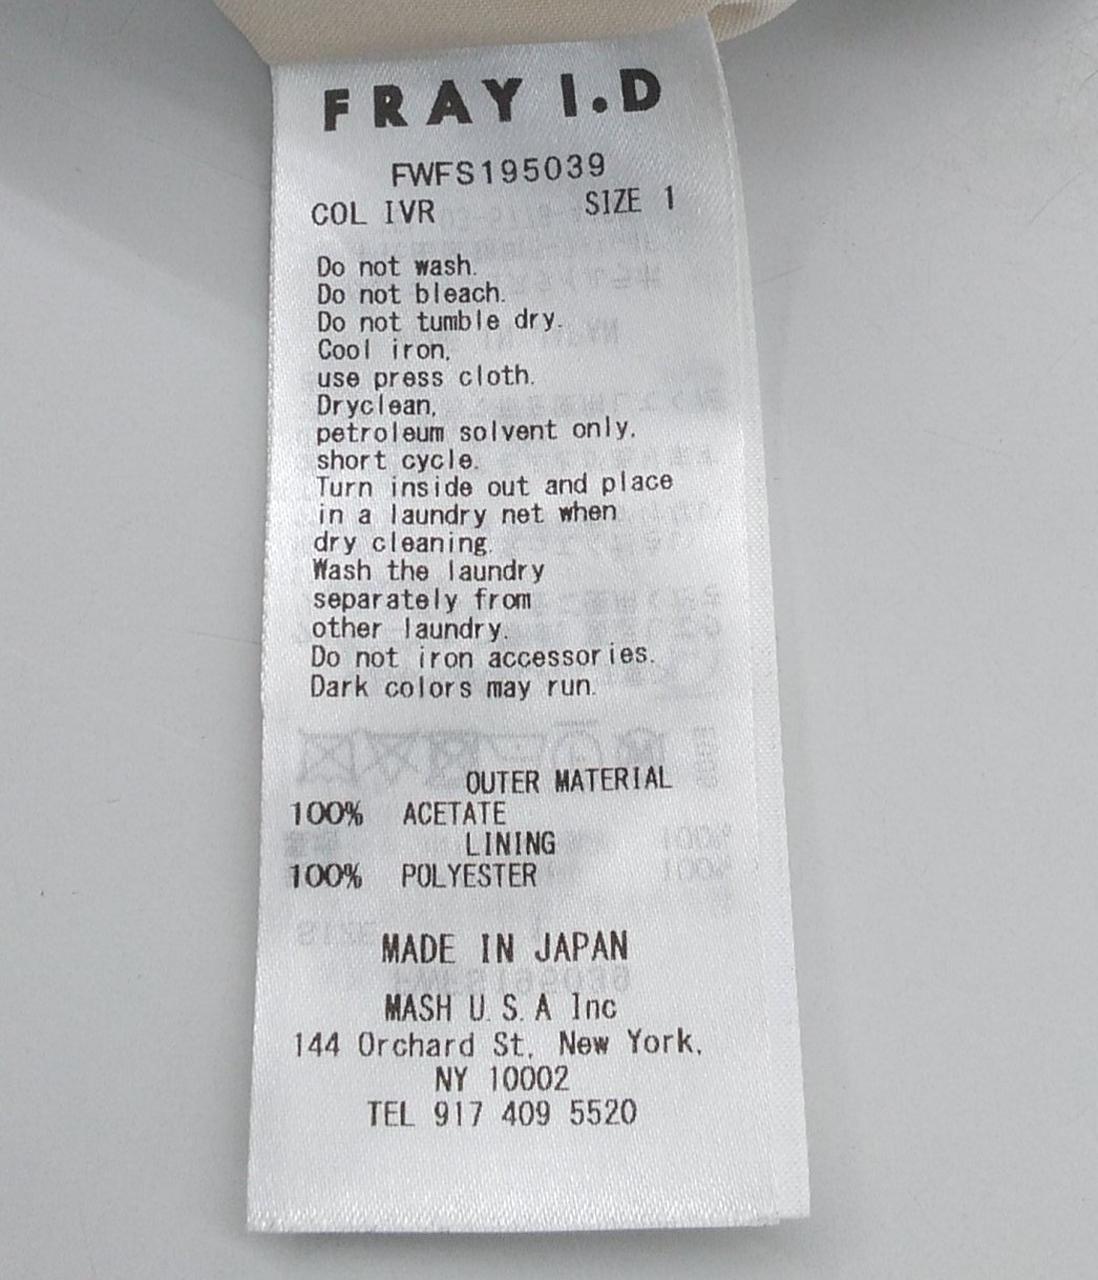 FRAY I.D
FWFS195039
COL IVR SIZE 1
Do not wash.
Do not bleach.
Do not tumble dry.
Cool iron,
use press cloth.
Dryclean,
petroleum solvent only,
short cycle.
Turn inside out and place
in a laundry net when
dry cleaning.
Wash the laundry
separately from
other laundry.
Do not iron accessories.
Dark colors may run.
OUTER MATERIAL
100% ACETATE
LINING
100% POLYESTER
MADE IN JAPAN
MASH U.S.A Inc
144 Orchard St, New York,
NY 10002
TEL 917 409 5520